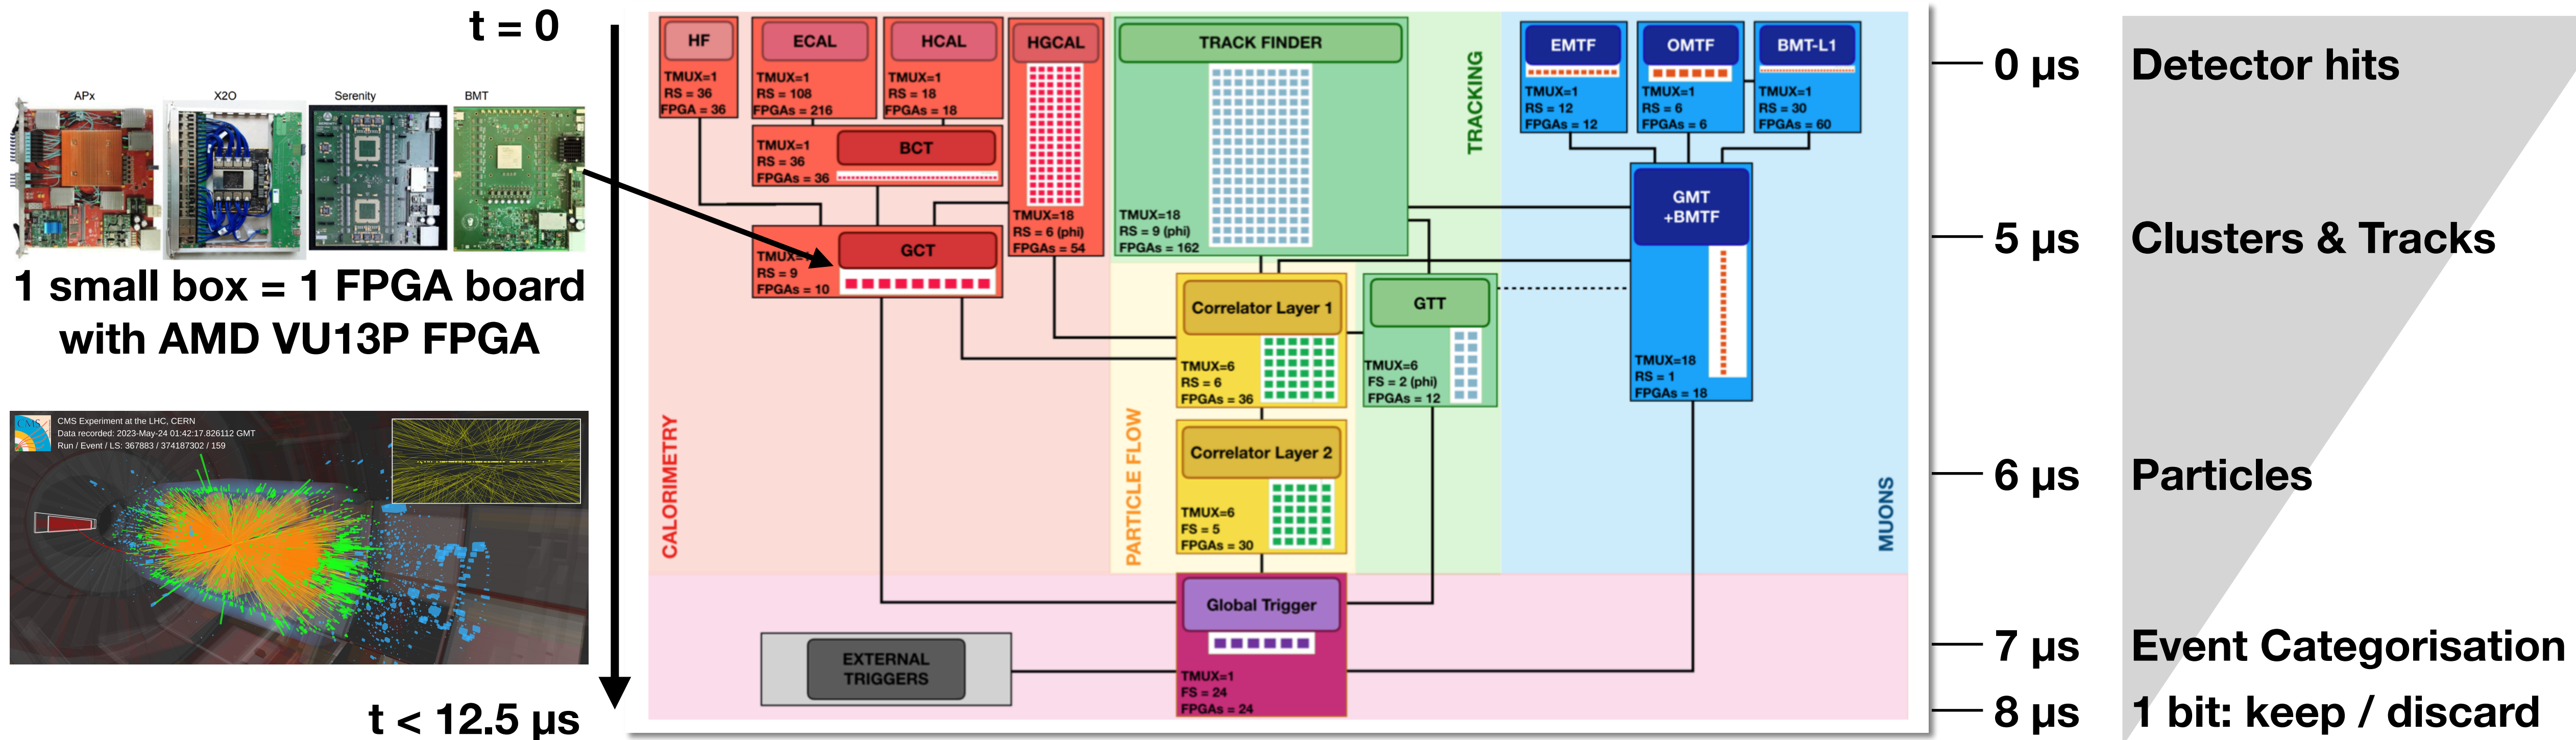 t = 0
APx
X2O
Serenity
BMT
1 small box = 1 FPGA board
with AMD VU13P FPGA
CMS
CMS Experiment at the LHC, CERN
Data recorded: 2023-May-24 01:42:17.826112 GMT
Run / Event / LS: 367883 / 374187302 / 159
t < 12.5 µs
HF
TMUX=1
RS = 36
FPGA = 36
ECAL
TMUX=1
RS = 108
FPGAs = 216
HCAL
TMUX=1
RS = 18
FPGAs = 18
HGCAL
TMUX=18
RS = 6 (phi)
FPGAs = 54
BCT
TMUX=1
RS = 36
FPGAs = 36
GCT
TMUX=1
RS = 9
FPGAs = 10
CALORIMETRY
TRACK FINDER
TMUX=18
RS = 9 (phi)
FPGAs = 162
TRACKING
Correlator Layer 1
TMUX=6
RS = 6
FPGAs = 36
GTT
TMUX=6
FS = 2 (phi)
FPGAs = 12
Correlator Layer 2
TMUX=6
FS = 5
FPGAs = 30
PARTICLE FLOW
EMTF
TMUX=1
RS = 12
FPGAs = 12
OMTF
TMUX=1
RS = 6
FPGAs = 6
BMT-L1
TMUX=1
RS = 30
FPGAs = 60
GMT
+BMTF
TMUX=18
RS = 1
FPGAs = 18
MUONS
Global Trigger
TMUX=1
FS = 24
FPGAs = 24
EXTERNAL
TRIGGERS
0 µs Detector hits
5 µs Clusters & Tracks
6 µs Particles
7 µs Event Categorisation
8 µs 1 bit: keep / discard